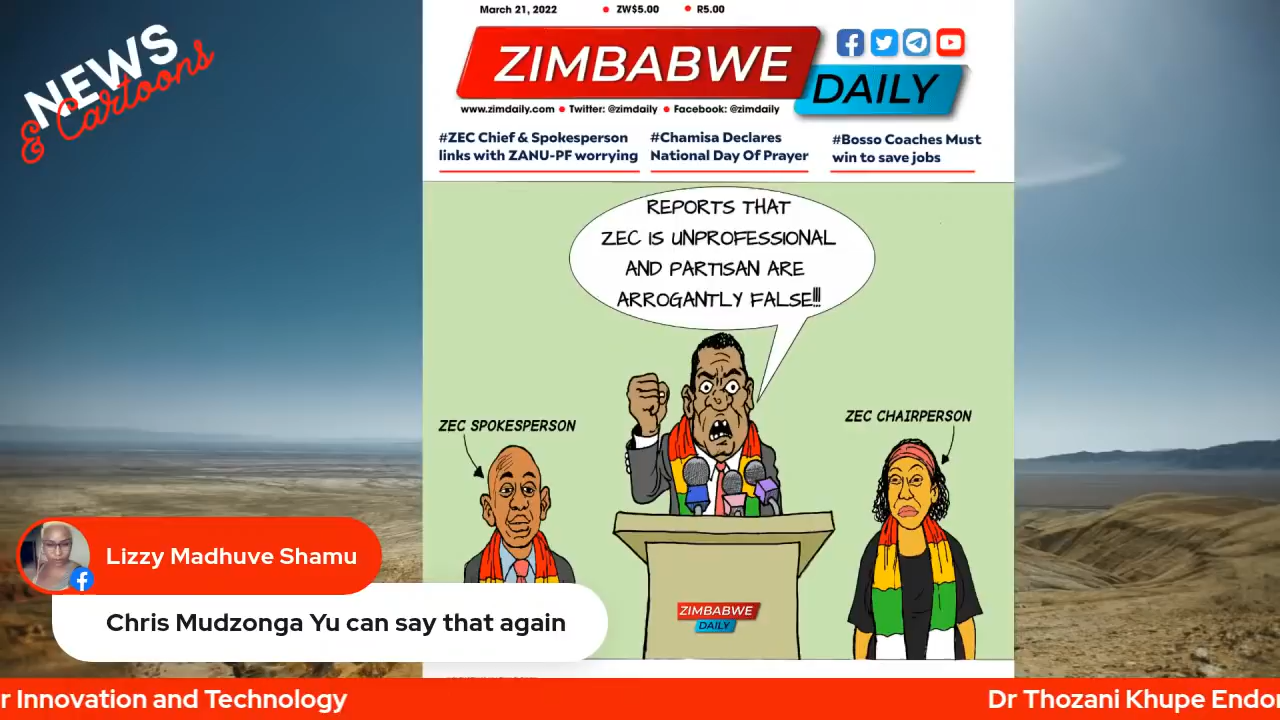 NEWS
& Cartoons
March 21, 2022 • ZW$5.00 • R5.00
ZIMBABWE
DAILY
www.zimdaily.com • Twitter: @zimdaily • Facebook: @zimdaily
#ZEC Chief & Spokesperson
links with ZANU-PF worrying
#Chamisa Declares
National Day Of Prayer
#Bosso Coaches Must
win to save jobs
REPORTS THAT
ZEC IS UNPROFESSIONAL
AND PARTISAN ARE
ARROGANTLY FALSE!!!
ZEC SPOKESPERSON
ZEC CHAIRPERSON
ZIMBABWE
DAILY
Lizzy Madhuve Shamu
Chris Mudzonga Yu can say that again
r Innovation and Technology
Dr Thozani Khupe Endor